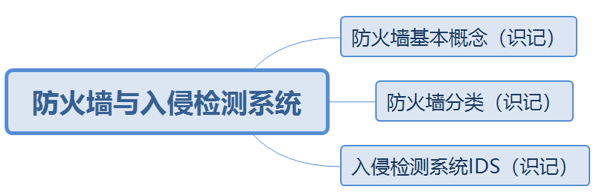 防火墙与入侵检测系统
防火墙基本概念（识记）
防火墙分类（识记）
入侵检测系统IDS（识记）